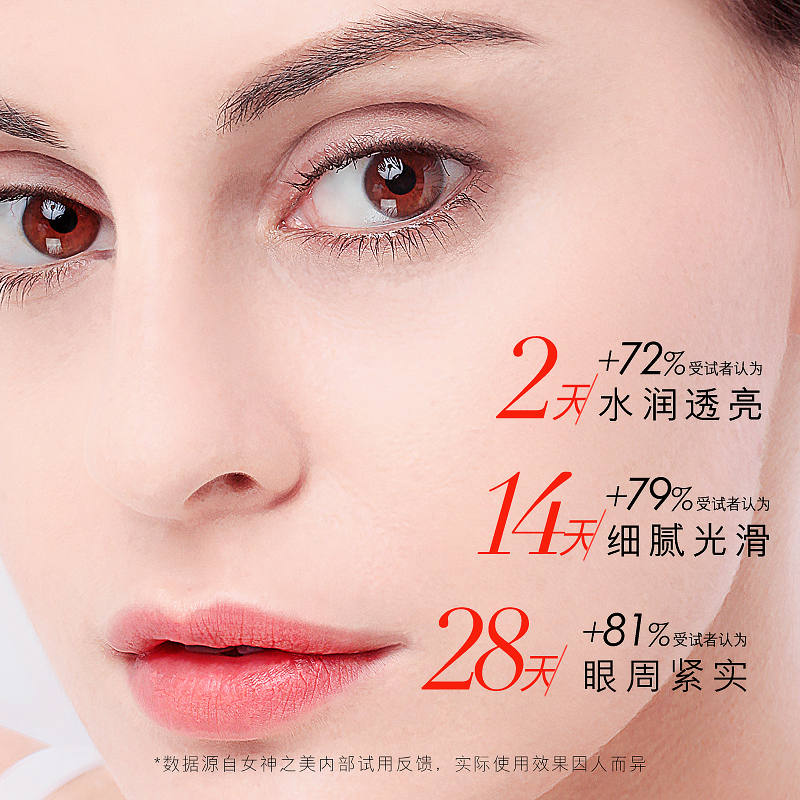 2天/ +72%受试者认为
水润透亮
14天/ +79%受试者认为
细腻光滑
28天/ +81%受试者认为
眼周紧实
*数据源自女神之美内部试用反馈，实际使用效果因人而异